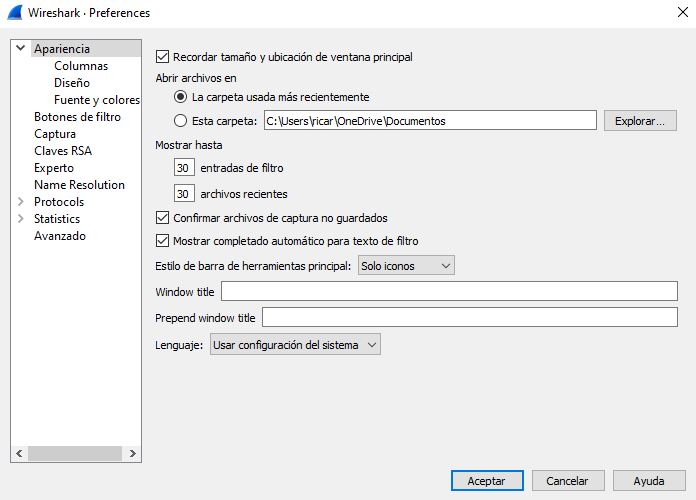 Wireshark · Preferences
Apariencia
Columnas
Diseño
Fuente y colores
Botones de filtro
Captura
Claves RSA
Experto
Name Resolution
Protocols
Statistics
Avanzado
Recordar tamaño y ubicación de ventana principal
Abrir archivos en
La carpeta usada más recientemente
Esta carpeta: C:\Users\ricar\OneDrive\Documentos Explorar...
Mostrar hasta
30 entradas de filtro
30 archivos recientes
Confirmar archivos de captura no guardados
Mostrar completado automático para texto de filtro
Estilo de barra de herramientas principal: Solo iconos
Window title
Prepend window title
Lenguaje: Usar configuración del sistema
Aceptar Cancelar Ayuda